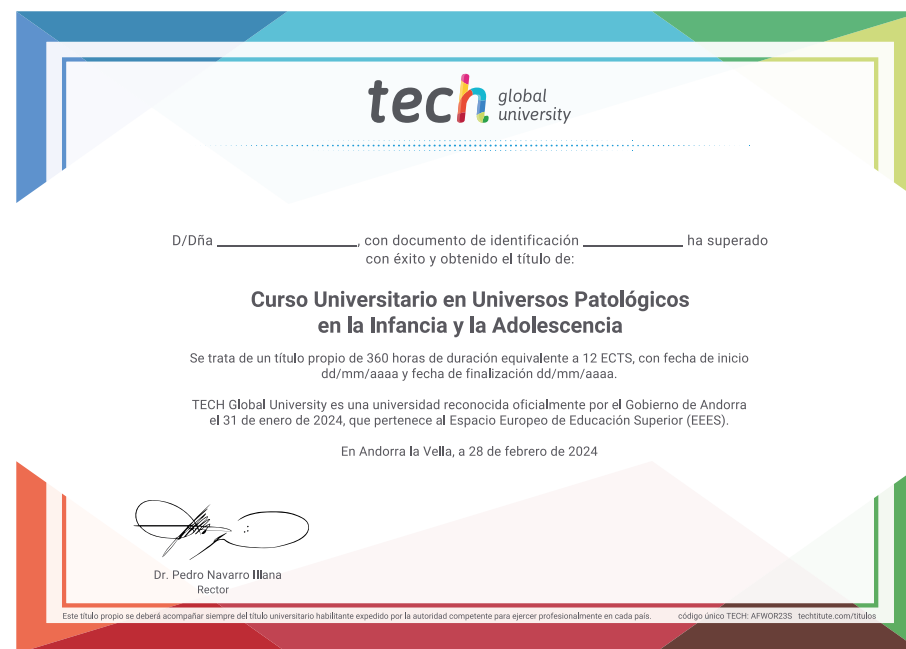 tech global university
D/Dña ____________________, con documento de identificación ______________ ha superado
con éxito y obtenido el título de:
Curso Universitario en Universos Patológicos
en la Infancia y la Adolescencia
Se trata de un título propio de 360 horas de duración equivalente a 12 ECTS, con fecha de inicio
dd/mm/aaaa y fecha de finalización dd/mm/aaaa.
TECH Global University es una universidad reconocida oficialmente por el Gobierno de Andorra
el 31 de enero de 2024, que pertenece al Espacio Europeo de Educación Superior (EEES).
En Andorra la Vella, a 28 de febrero de 2024
Dr. Pedro Navarro Illana
Rector
Este título propio se deberá acompañar siempre del título universitario habilitante expedido por la autoridad competente para ejercer profesionalmente en cada país. código único TECH: AFWOR23S techtitute.com/titulos